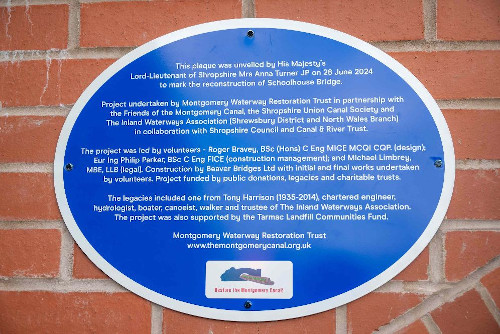 This plaque was unveiled by His Majesty's
Lord-Lieutenant of Shropshire Mrs Anna Turner JP on 26 June 2024
to mark the reconstruction of Schoolhouse Bridge.
Project undertaken by Montgomery Waterway Restoration Trust in partnership with
the Friends of the Montgomery Canal, the Shropshire Union Canal Society and
The Inland Waterways Association (Shrewsbury District and North Wales Branch)
in collaboration with Shropshire Council and Canal & River Trust.
The project was led by volunteers - Roger Bravey, BSc (Hons) C Eng MICE MCQI CQP, (design);
Eur Ing Philip Parker, BSc C Eng FICE (construction management); and Michael Limbrey,
MBE, LLB (legal). Construction by Beaver Bridges Ltd with initial and final works undertaken
by volunteers. Project funded by public donations, legacies and charitable trusts.
The legacies included one from Tony Harrison (1935-2014), chartered engineer,
hydrologist, boater, canoeist, walker and trustee of The Inland Waterways Association.
The project was also supported by the Tarmac Landfill Communities Fund.
Montgomery Waterway Restoration Trust
www.themontgomerycanal.org.uk
Restore the Montgomery Canal!